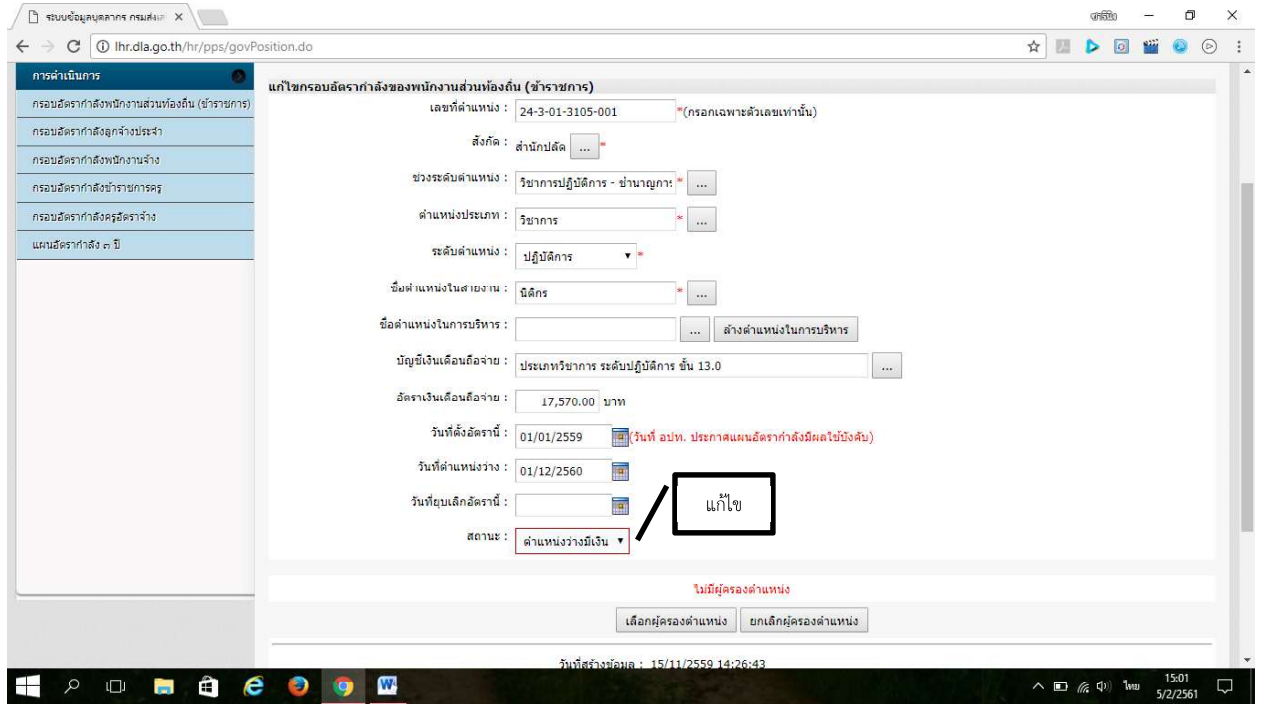 ระบบข้อมูลบุคลากร กรมส่งเส
lhr.dla.go.th/hr/pps/govPosition.do
การดำเนินการ
กรอบอัตรากำลังพนักงานส่วนท้องถิ่น (ข้าราชการ)
กรอบอัตรากำลังลูกจ้างประจำ
กรอบอัตรากำลังพนักงานจ้าง
กรอบอัตรากำลังข้าราชการครู
กรอบอัตรากำลังครูอัตราจ้าง
แผนอัตรากำลัง ๓ ปี
แก้ไขกรอบอัตรากำลังของพนักงานส่วนท้องถิ่น (ข้าราชการ)
เลขที่ตำแหน่ง : 24-3-01-3105-001 *(กรอกเฉพาะตัวเลขเท่านั้น)
สังกัด : สำนักปลัด ... *
ช่วงระดับตำแหน่ง : วิชาการปฏิบัติการ - ชำนาญการ * ...
ตำแหน่งประเภท : วิชาการ * ...
ระดับตำแหน่ง : ปฏิบัติการ *
ชื่อตำแหน่งในสายงาน : นิติกร * ...
ชื่อตำแหน่งในการบริหาร : ... ล้างตำแหน่งในการบริหาร
บัญชีเงินเดือนถือจ่าย : ประเภทวิชาการ ระดับปฏิบัติการ ขั้น 13.0 ...
อัตราเงินเดือนถือจ่าย : 17,570.00 บาท
วันที่ตั้งอัตรานี้ : 01/01/2559 (วันที่ อปท. ประกาศแผนอัตรากำลังมีผลใช้บังคับ)
วันที่ตำแหน่งว่าง : 01/12/2560
วันที่ยุบเลิกอัตรานี้ :
แก้ไข
สถานะ : ตำแหน่งว่างมีเงิน
ไม่มีผู้ครองตำแหน่ง
เลือกผู้ครองตำแหน่ง ยกเลิกผู้ครองตำแหน่ง
วันที่สร้างข้อมูล : 15/11/2559 14:26:43
ไทย
15:01
5/2/2561